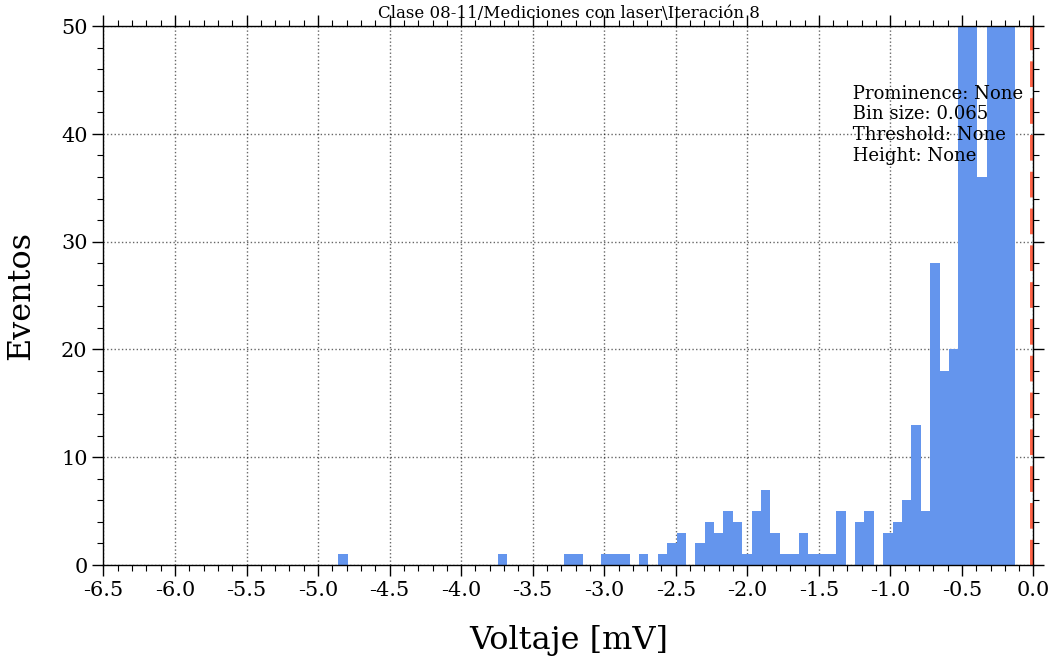 Clase 08-11/Mediciones con laser\Iteración 8
50
Prominence: None
Bin size: 0.065
Threshold: None
Height: None
40
30
20
10
0
Eventos
-6.5 -6.0 -5.5 -5.0 -4.5 -4.0 -3.5 -3.0 -2.5 -2.0 -1.5 -1.0 -0.5 0.0
Voltaje [mV]